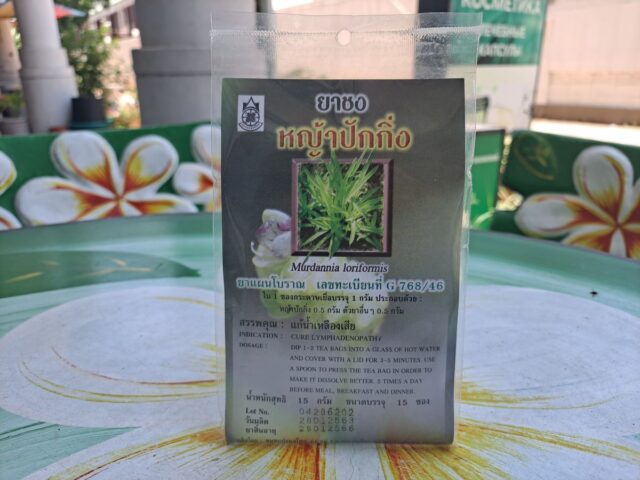 КОСМЕТИКА
ЛЕЧЕБНЫЕ
КАПСУЛЫ
ยาชง
หญ้าปักกิ่ง
Murdannia loriformis
ยาแผนโบราณ เลขทะเบียนที่ G 768/46
ใน 1 ซองกระดาษเยื่อบรรจุ 1 กรัม ประกอบด้วย :
หญ้าปักกิ่ง 0.5 กรัม ตัวยาอื่นๆ 0.5 กรัม
สรรพคุณ : แก้น้ำเหลืองเสีย
INDICATION : CURE LYMPHADENOPATHY
DOSAGE : DIP 1-2 TEA BAGS INTO A GLASS OF HOT WATER
AND COVER WITH A LID FOR 3-5 MINUTES. USE
A SPOON TO PRESS THE TEA BAG IN ORDER TO
MAKE IT DISSOLVE BETTER. 3 TIMES A DAY
BEFORE MEAL, BREAKFAST AND DINNER.
น้ำหนักสุทธิ 15 กรัม ขนาดบรรจุ 15 ซอง
Lot No. 04206202
วันผลิต 28012563
ยาสิ้นอายุ 28012566